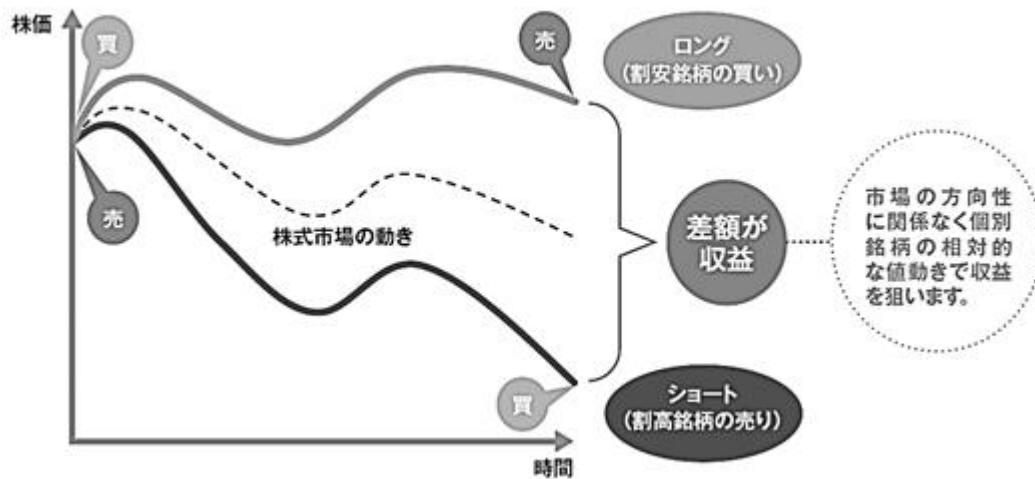 株価
買
売
ロング
(割安銘柄の買い)
売
株式市場の動き
差額が
収益
市場の方向性
に関係なく個別
銘柄の相対的
な値動きで収益
を狙います。
買
ショート
(割高銘柄の売り)
時間